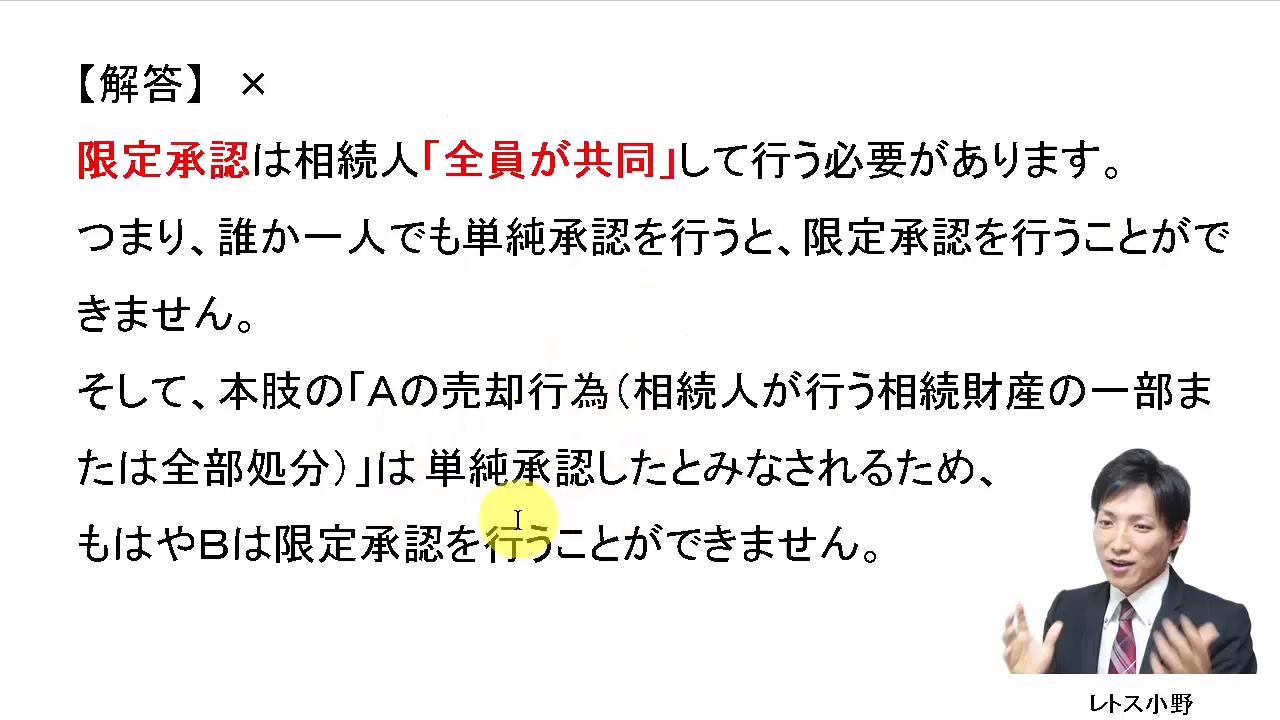 【解答】 ×
限定承認は相続人「全員が共同」して行う必要があります。
つまり、誰か一人でも単純承認を行うと、限定承認を行うことがで
きません。
そして、本肢の「Aの売却行為(相続人が行う相続財産の一部ま
たは全部処分)」は単純承認したとみなされるため、
もはやBは限定承認を行うことができません。
レトス小野